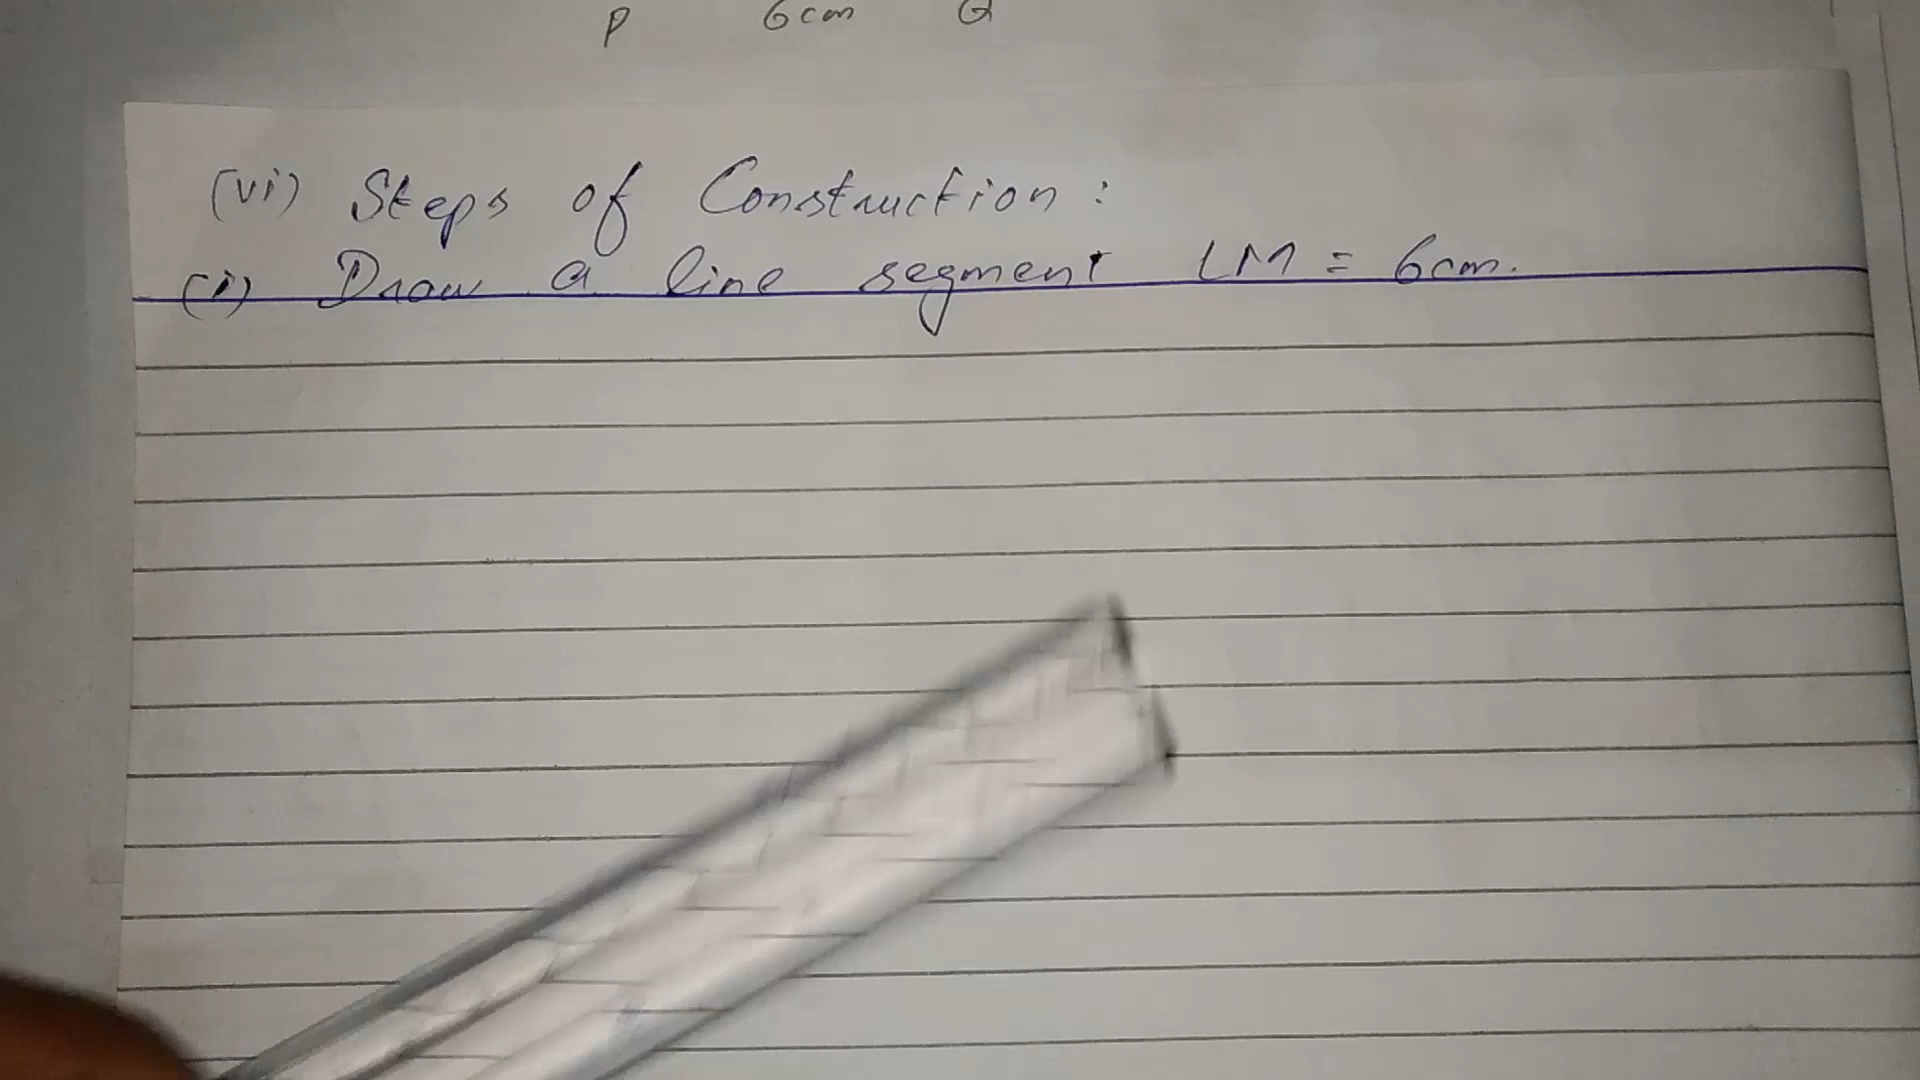 P 6cm Q
(vi) Steps of Construction:
(i) Draw a line segment LM = 6cm.